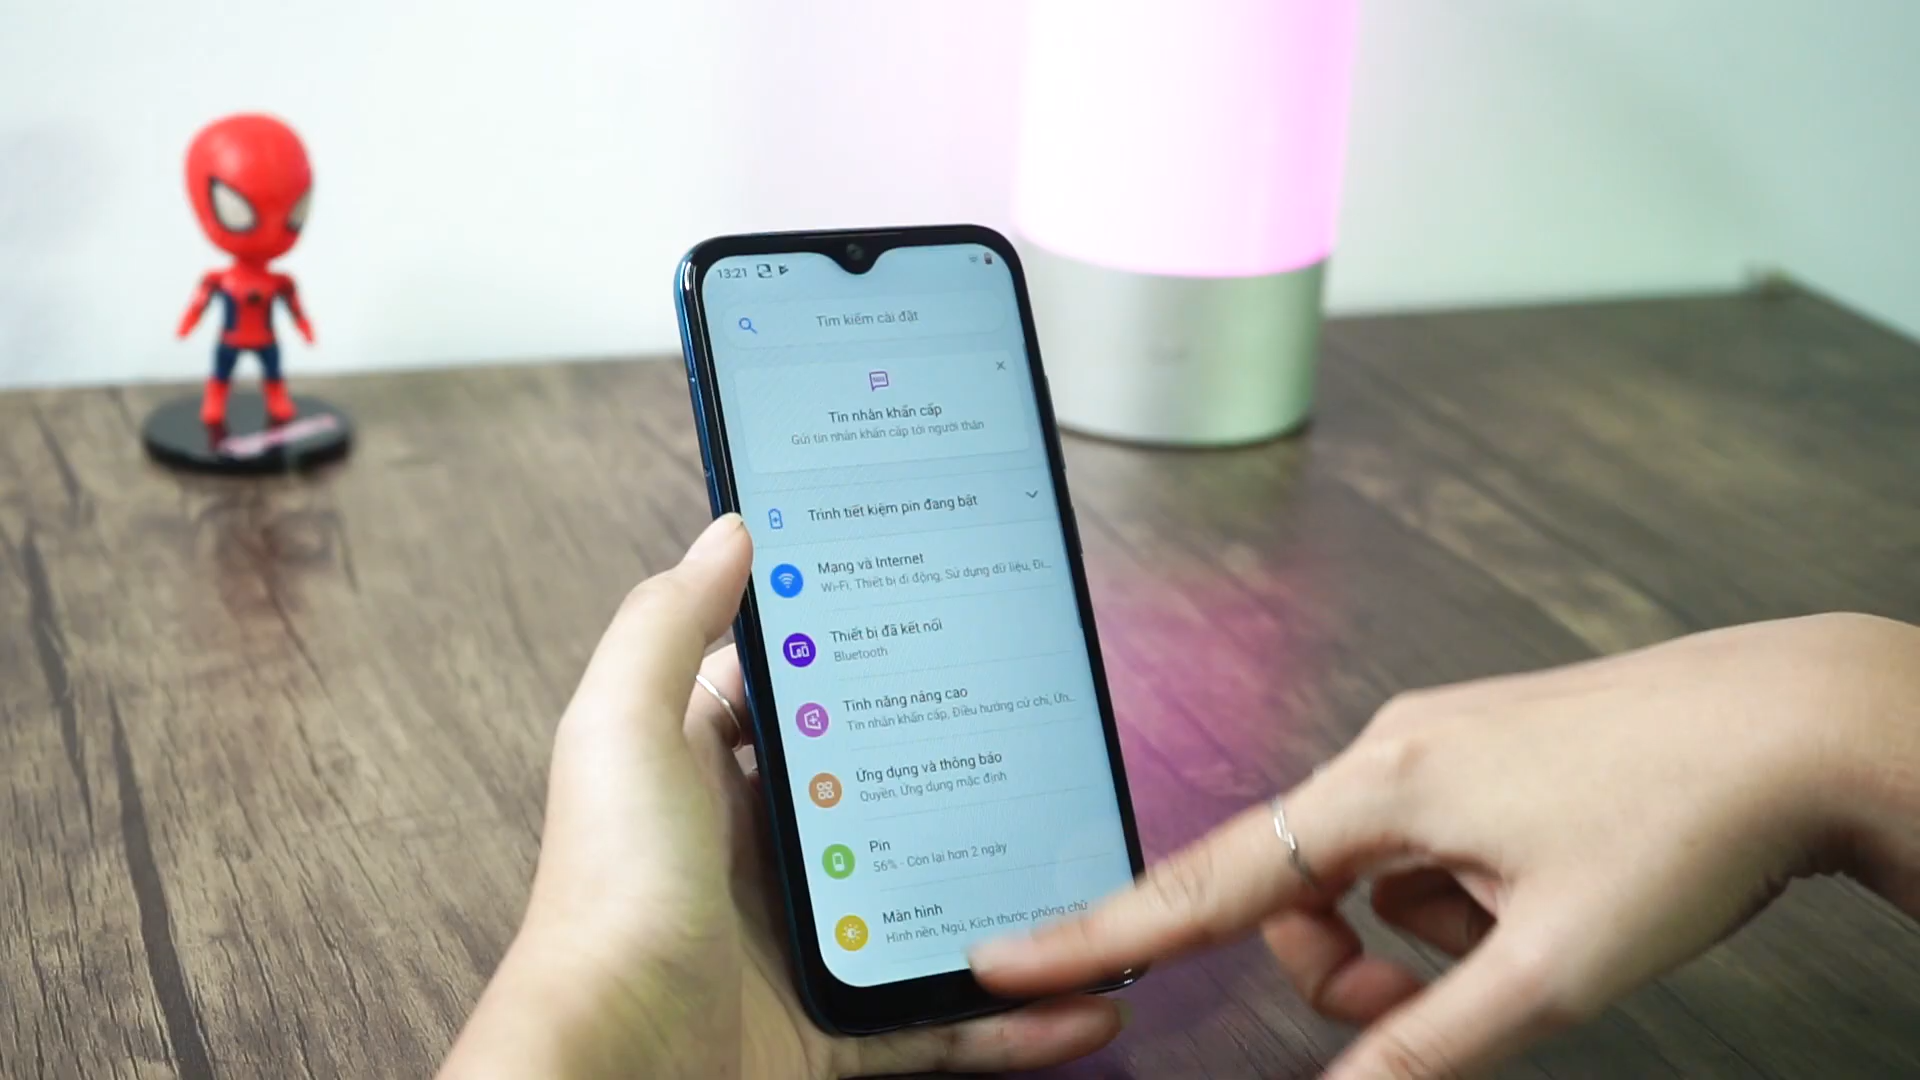 13:21
Tìm kiếm cài đặt
Tin nhắn khẩn cấp
Gửi tin nhắn khẩn cấp tới người thân
Trình tiết kiệm pin đang bật
Mạng và Internet
Wi-Fi, Thiết bị di động, Sử dụng dữ liệu, Đi...
Thiết bị đã kết nối
Bluetooth
Tính năng nâng cao
Tin nhắn khẩn cấp, Điều hướng cử chỉ, Ứn...
Ứng dụng và thông báo
Quyền, Ứng dụng mặc định
Pin
56% - Còn lại hơn 2 ngày
Màn hình
Hình nền, Ngủ, Kích thước phông chữ